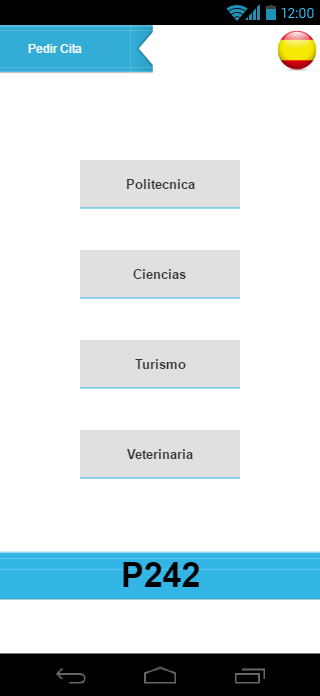 12:00
Pedir Cita
Politecnica
Ciencias
Turismo
Veterinaria
P242